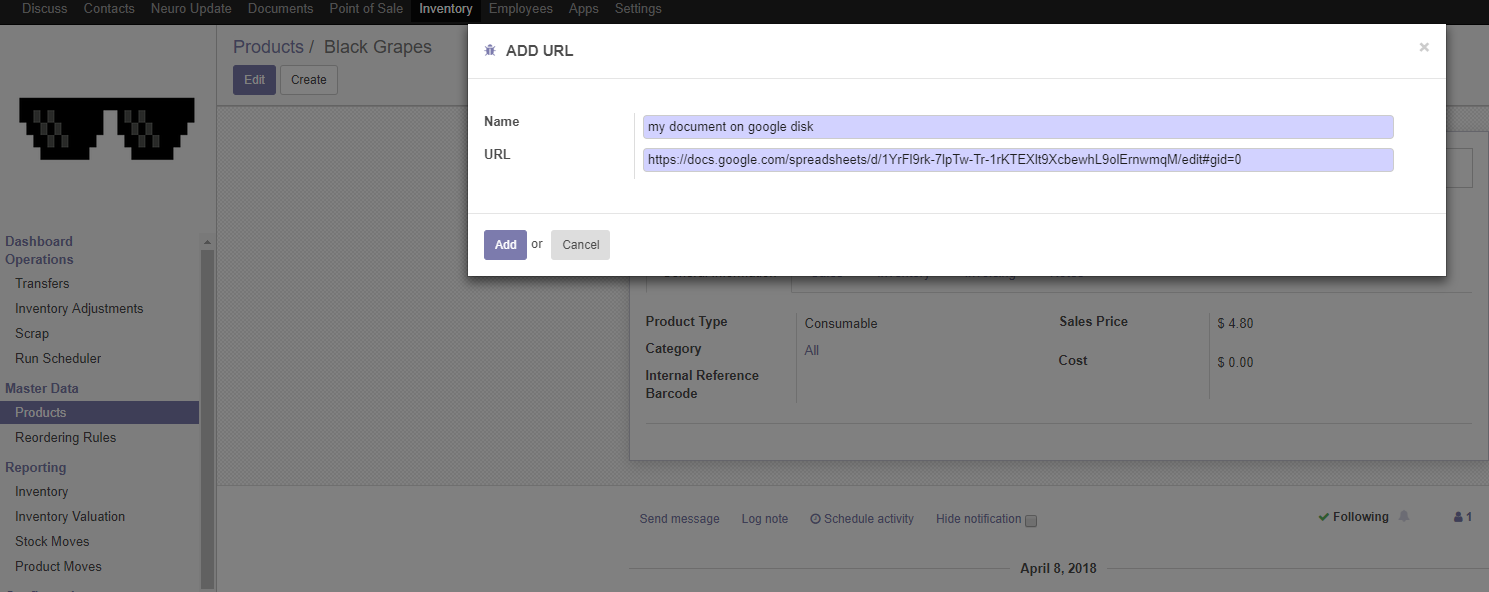 Discuss Contacts Neuro Update Documents Point of Sale Inventory Employees Apps Settings
Products / Black Grapes
Edit Create
ADD URL ×
Name my document on google disk
URL https://docs.google.com/spreadsheets/d/1YrFI9rk-7lpTw-Tr-1rKTEXIt9XcbewhL9olErnwmqM/edit#gid=0
Add or Cancel
Dashboard
Operations
Transfers
Inventory Adjustments
Scrap
Run Scheduler
Master Data
Products
Reordering Rules
Reporting
Inventory
Inventory Valuation
Stock Moves
Product Moves
Product Type Consumable
Category All
Internal Reference
Barcode
Sales Price $ 4.80
Cost $ 0.00
Send message Log note Schedule activity Hide notification
Following 1
April 8, 2018